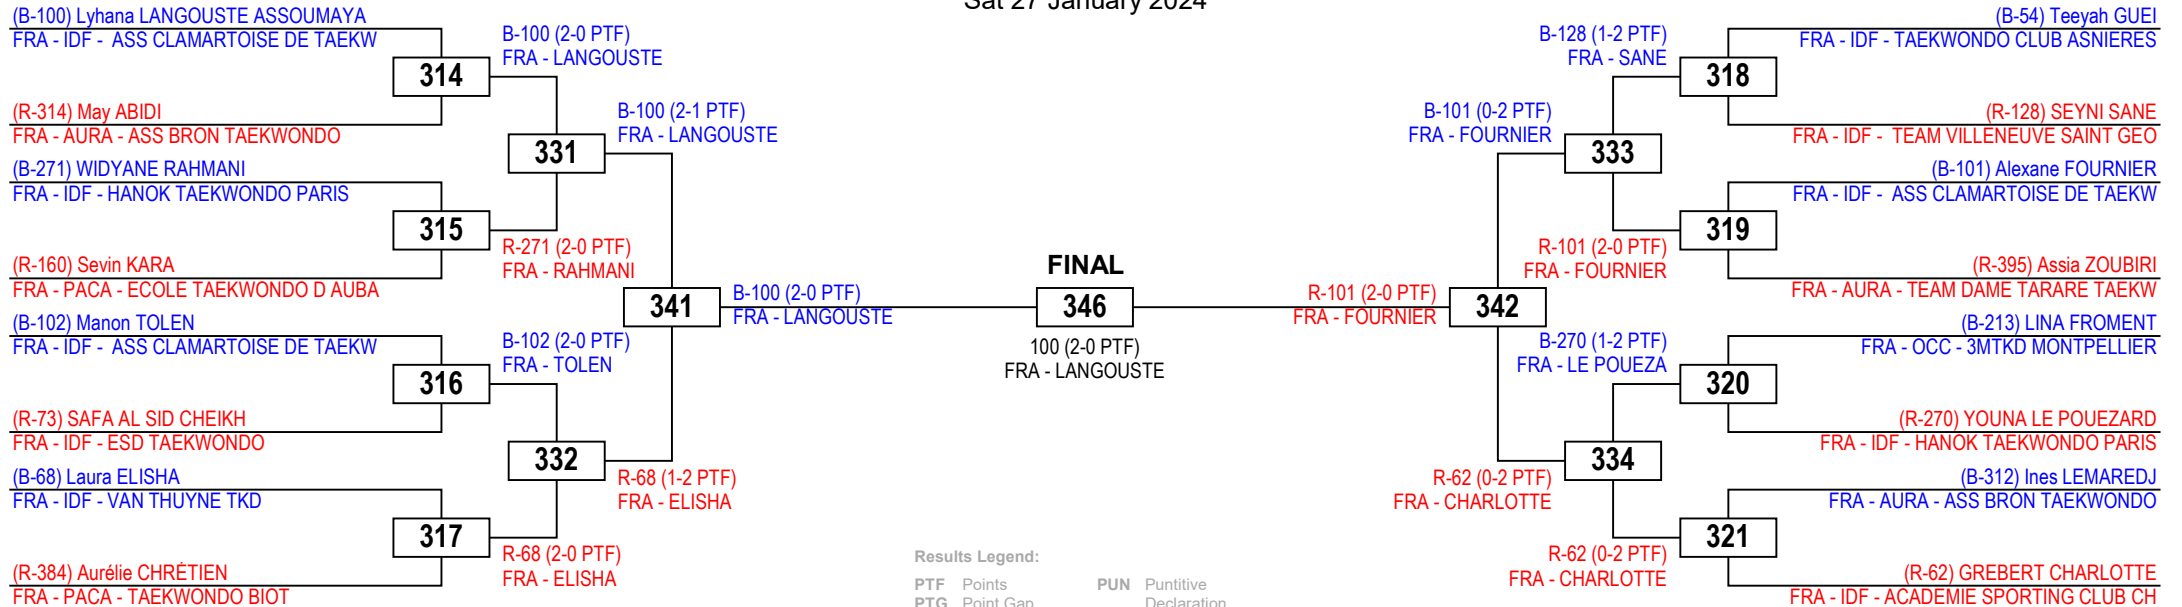 Sat 27 January 2024
(B-100) Lyhana LANGOUSTE ASSOUMAYA
FRA - IDF - ASS CLAMARTOISE DE TAEKW
314
(R-314) May ABIDI
FRA - AURA - ASS BRON TAEKWONDO
B-100 (2-0 PTF)
FRA - LANGOUSTE
(B-271) WIDYANE RAHMANI
FRA - IDF - HANOK TAEKWONDO PARIS
315
(R-160) Sevin KARA
FRA - PACA - ECOLE TAEKWONDO D AUBA
R-271 (2-0 PTF)
FRA - RAHMANI
331
B-100 (2-1 PTF)
FRA - LANGOUSTE
(B-102) Manon TOLEN
FRA - IDF - ASS CLAMARTOISE DE TAEKW
316
(R-73) SAFA AL SID CHEIKH
FRA - IDF - ESD TAEKWONDO
B-102 (2-0 PTF)
FRA - TOLEN
(B-68) Laura ELISHA
FRA - IDF - VAN THUYNE TKD
317
(R-384) Aurélie CHRÉTIEN
FRA - PACA - TAEKWONDO BIOT
R-68 (2-0 PTF)
FRA - ELISHA
332
R-68 (1-2 PTF)
FRA - ELISHA
341
B-100 (2-0 PTF)
FRA - LANGOUSTE
FINAL
346
100 (2-0 PTF)
FRA - LANGOUSTE
R-101 (2-0 PTF)
FRA - FOURNIER
342
B-101 (0-2 PTF)
FRA - FOURNIER
333
B-128 (1-2 PTF)
FRA - SANE
318
(B-54) Teeyah GUEI
FRA - IDF - TAEKWONDO CLUB ASNIERES
(R-128) SEYNI SANE
FRA - IDF - TEAM VILLENEUVE SAINT GEO
R-101 (2-0 PTF)
FRA - FOURNIER
319
(B-101) Alexane FOURNIER
FRA - IDF - ASS CLAMARTOISE DE TAEKW
(R-395) Assia ZOUBIRI
FRA - AURA - TEAM DAME TARARE TAEKW
R-62 (0-2 PTF)
FRA - CHARLOTTE
334
B-270 (1-2 PTF)
FRA - LE POUEZA
320
(B-213) LINA FROMENT
FRA - OCC - 3MTKD MONTPELLIER
(R-270) YOUNA LE POUEZARD
FRA - IDF - HANOK TAEKWONDO PARIS
R-62 (0-2 PTF)
FRA - CHARLOTTE
321
(B-312) Ines LEMAREDJ
FRA - AURA - ASS BRON TAEKWONDO
(R-62) GREBERT CHARLOTTE
FRA - IDF - ACADEMIE SPORTING CLUB CH
Results Legend:
PTF Points PUN Puntitive
PTG Point Gap Declaration